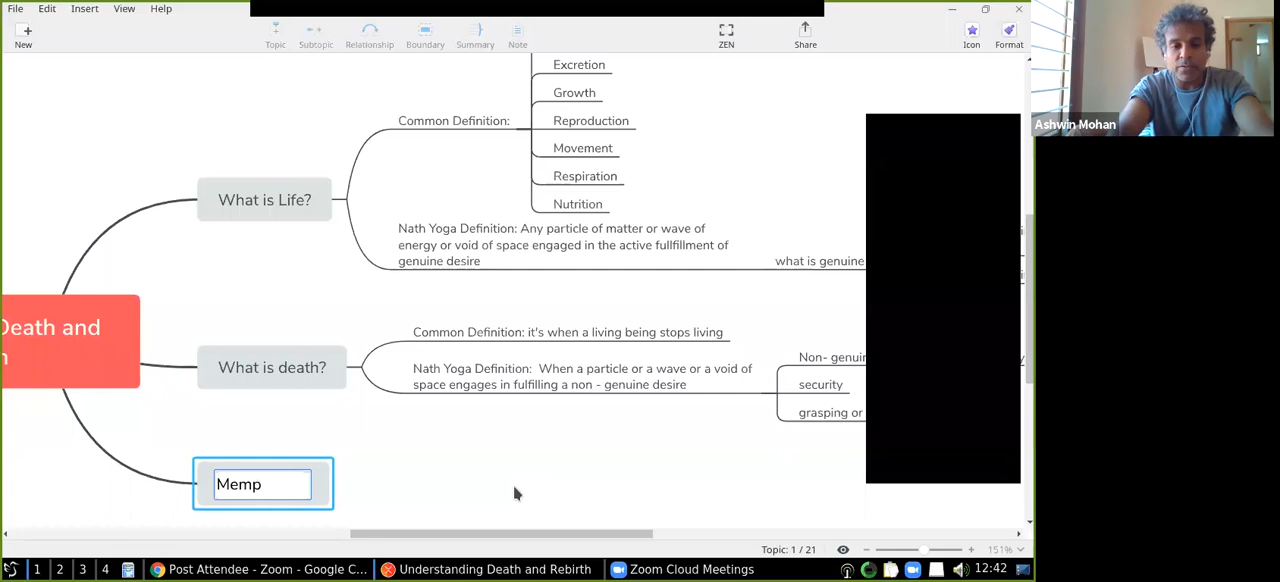 File Edit Insert View Help
New
Topic Subtopic Relationship Boundary Summary Note ZEN Share Icon Format
Ashwin Mohan
Excretion
Growth
Common Definition:
Reproduction
Movement
Respiration
Nutrition
What is Life?
Nath Yoga Definition: Any particle of matter or wave of
energy or void of space engaged in the active fullfillment of
genuine desire
what is genuine
Death and
n
What is death?
Common Definition: it's when a living being stops living
Nath Yoga Definition: When a particle or a wave or a void of
space engages in fulfilling a non - genuine desire
Non- genuin
security
grasping or
Memp
Topic: 1 / 21
151%
1 2 3 4 Post Attendee - Zoom - Google C... Understanding Death and Rebirth Zoom Cloud Meetings 12:42